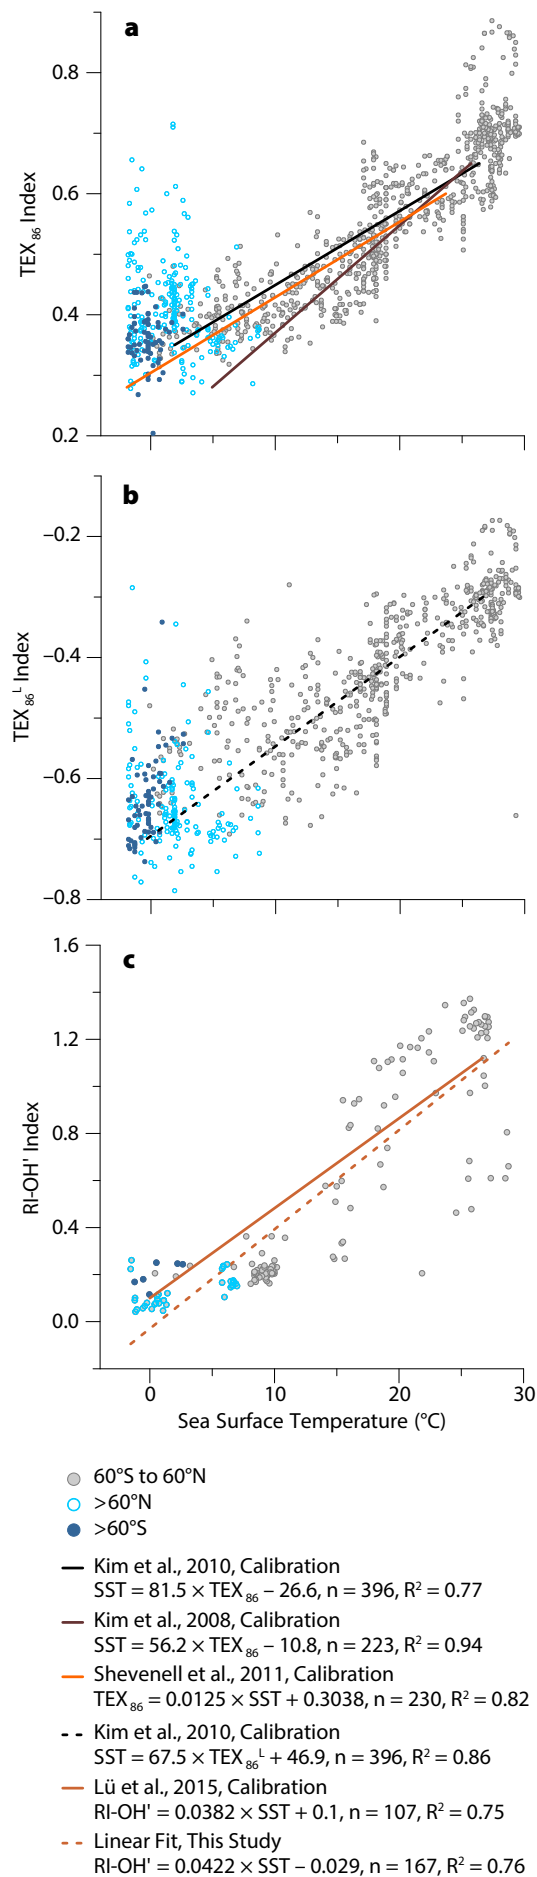 a
0.8
0.6
0.4
0.2
TEX86 Index
b
−0.2
−0.4
−0.6
−0.8
TEX86L Index
c
1.6
1.2
0.8
0.4
0.0
RI-OH' Index
0 10 20 30
Sea Surface Temperature (°C)
60°S to 60°N
>60°N
>60°S
Kim et al., 2010, Calibration
SST = 81.5 × TEX86 – 26.6, n = 396, R2 = 0.77
Kim et al., 2008, Calibration
SST = 56.2 × TEX86 – 10.8, n = 223, R2 = 0.94
Shevenell et al., 2011, Calibration
TEX86 = 0.0125 × SST + 0.3038, n = 230, R2 = 0.82
Kim et al., 2010, Calibration
SST = 67.5 × TEX86L + 46.9, n = 396, R2 = 0.86
Lü et al., 2015, Calibration
RI-OH' = 0.0382 × SST + 0.1, n = 107, R2 = 0.75
Linear Fit, This Study
RI-OH' = 0.0422 × SST – 0.029, n = 167, R2 = 0.76